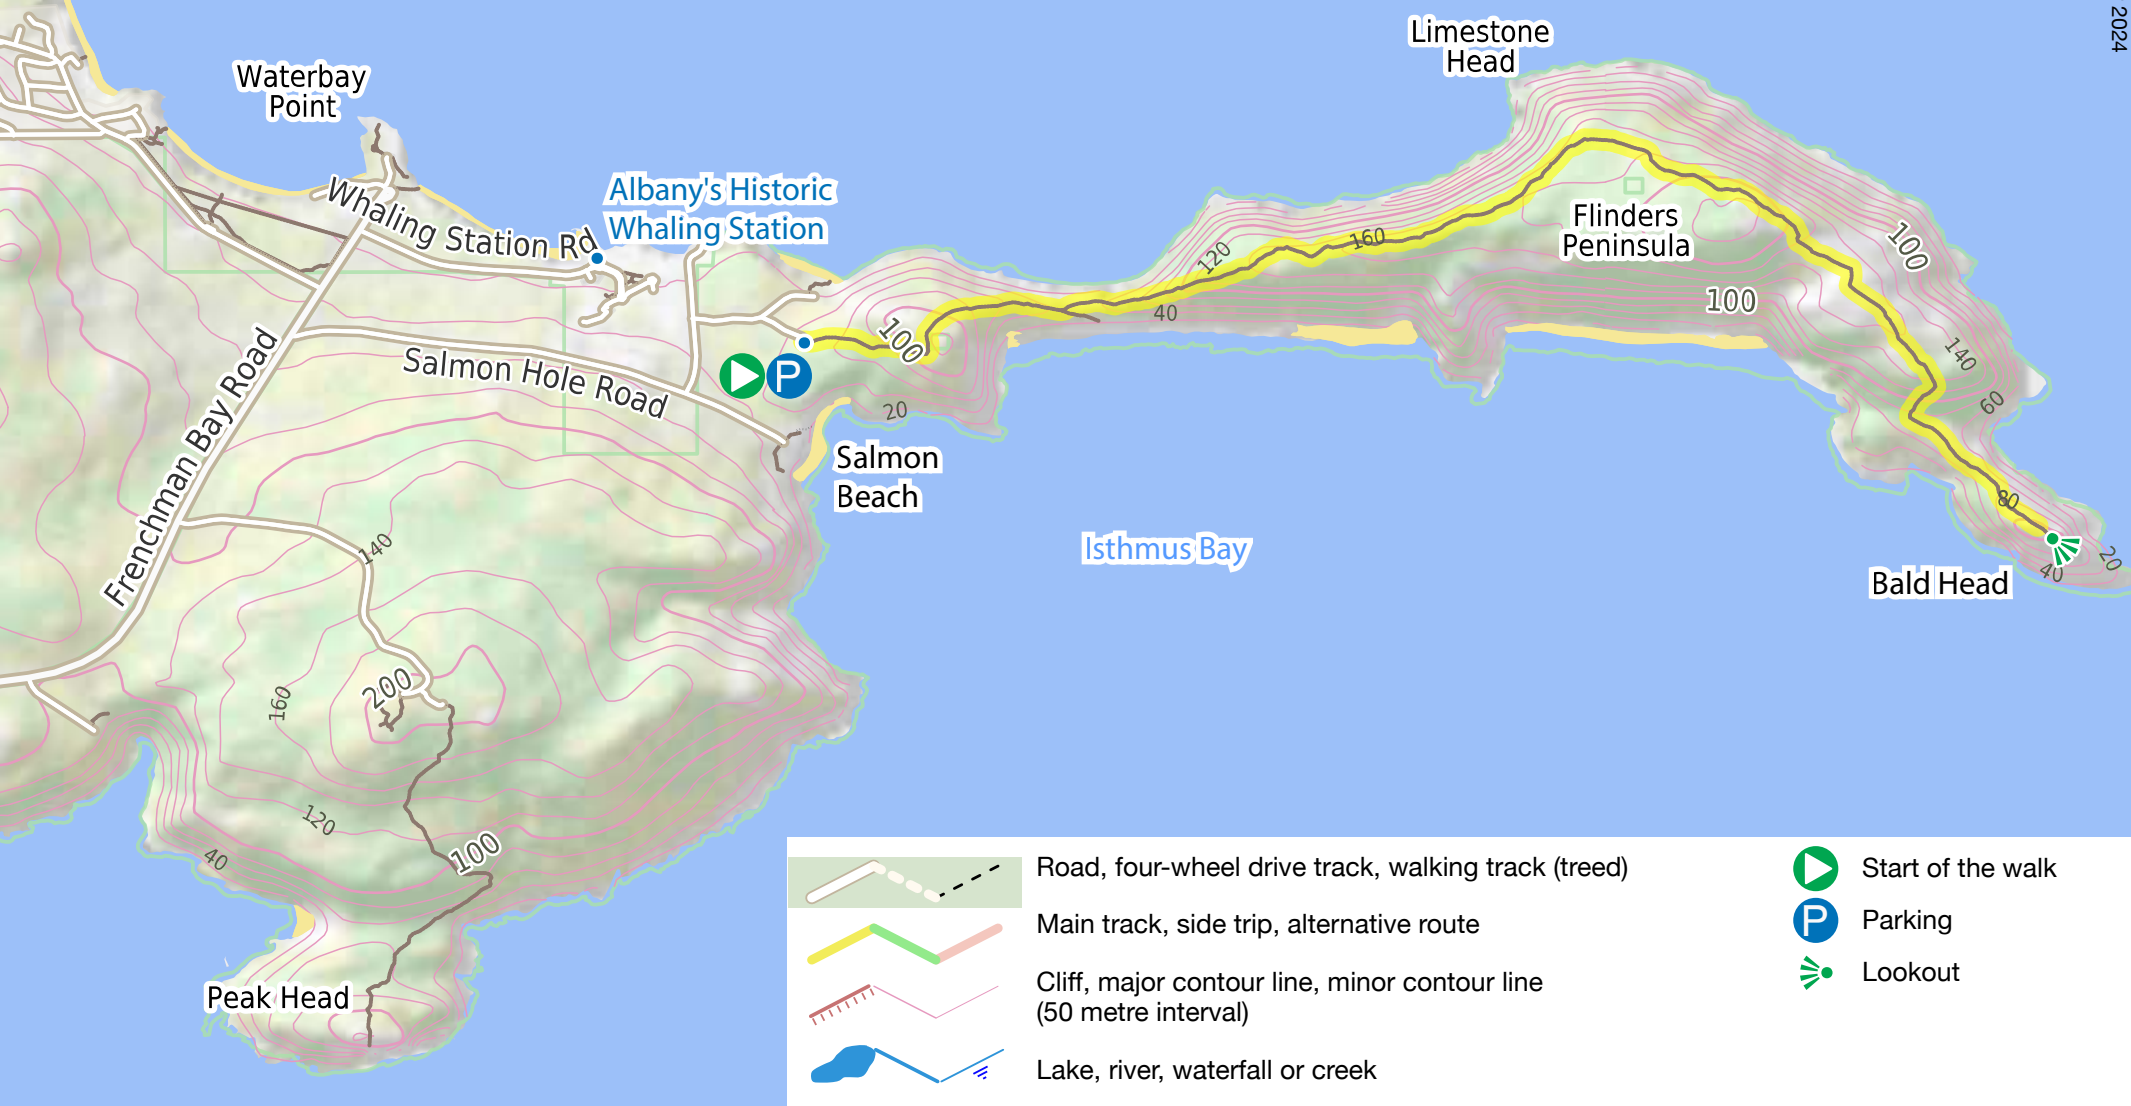 2024
Limestone
Head
Waterbay
Point
Albany's Historic
Whaling Station
Whaling Station Rd
Flinders
Peninsula
100
120
160
100
40
100
140
60
Salmon Hole Road
Frenchman Bay Road
P
20
Salmon
Beach
80
Isthmus Bay
20
40
Bald Head
140
200
160
120
100
40
Peak Head
Road, four-wheel drive track, walking track (treed)
Main track, side trip, alternative route
Cliff, major contour line, minor contour line
(50 metre interval)
Lake, river, waterfall or creek
Start of the walk
P
Parking
Lookout